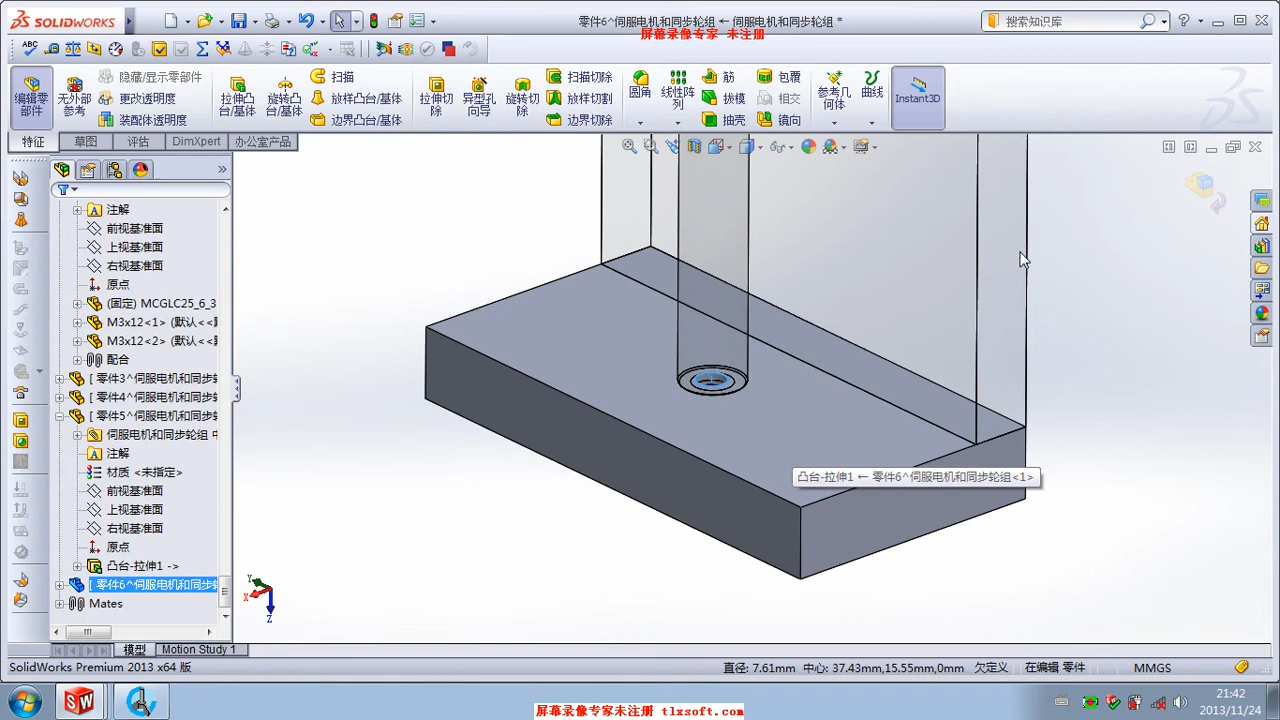 SOLIDWORKS
零件6^伺服电机和同步轮组 ← 伺服电机和同步轮组 *
搜索知识库
屏幕录像专家 未注册
编辑零部件
无外部参考
隐藏/显示零部件
更改透明度
装配体透明度
拉伸凸台/基体
旋转凸台/基体
扫描
放样凸台/基体
边界凸台/基体
拉伸切除
异型孔向导
旋转切除
扫描切除
放样切割
边界切除
圆角
线性阵列
筋
拔模
抽壳
包覆
相交
镜向
参考几何体
曲线
Instant3D
特征
草图
评估
DimXpert
办公室产品
注解
前视基准面
上视基准面
右视基准面
原点
(固定) MCGLC25_6_3
M3x12<1> (默认<<
M3x12<2> (默认<<
配合
[ 零件3^伺服电机和同步
[ 零件4^伺服电机和同步
[ 零件5^伺服电机和同步
伺服电机和同步轮组 中
注解
材质 <未指定>
前视基准面
上视基准面
右视基准面
原点
凸台-拉伸1 ->
[ 零件6^伺服电机和同步
Mates
凸台-拉伸1 ← 零件6^伺服电机和同步轮组<1>
Y
X
Z
模型
Motion Study 1
SolidWorks Premium 2013 x64 版
直径: 7.61mm 中心: 37.43mm,15.55mm,0mm
欠定义
在编辑 零件
MMGS
21:42
2013/11/24
屏幕录像专家未注册 tlxsoft.com